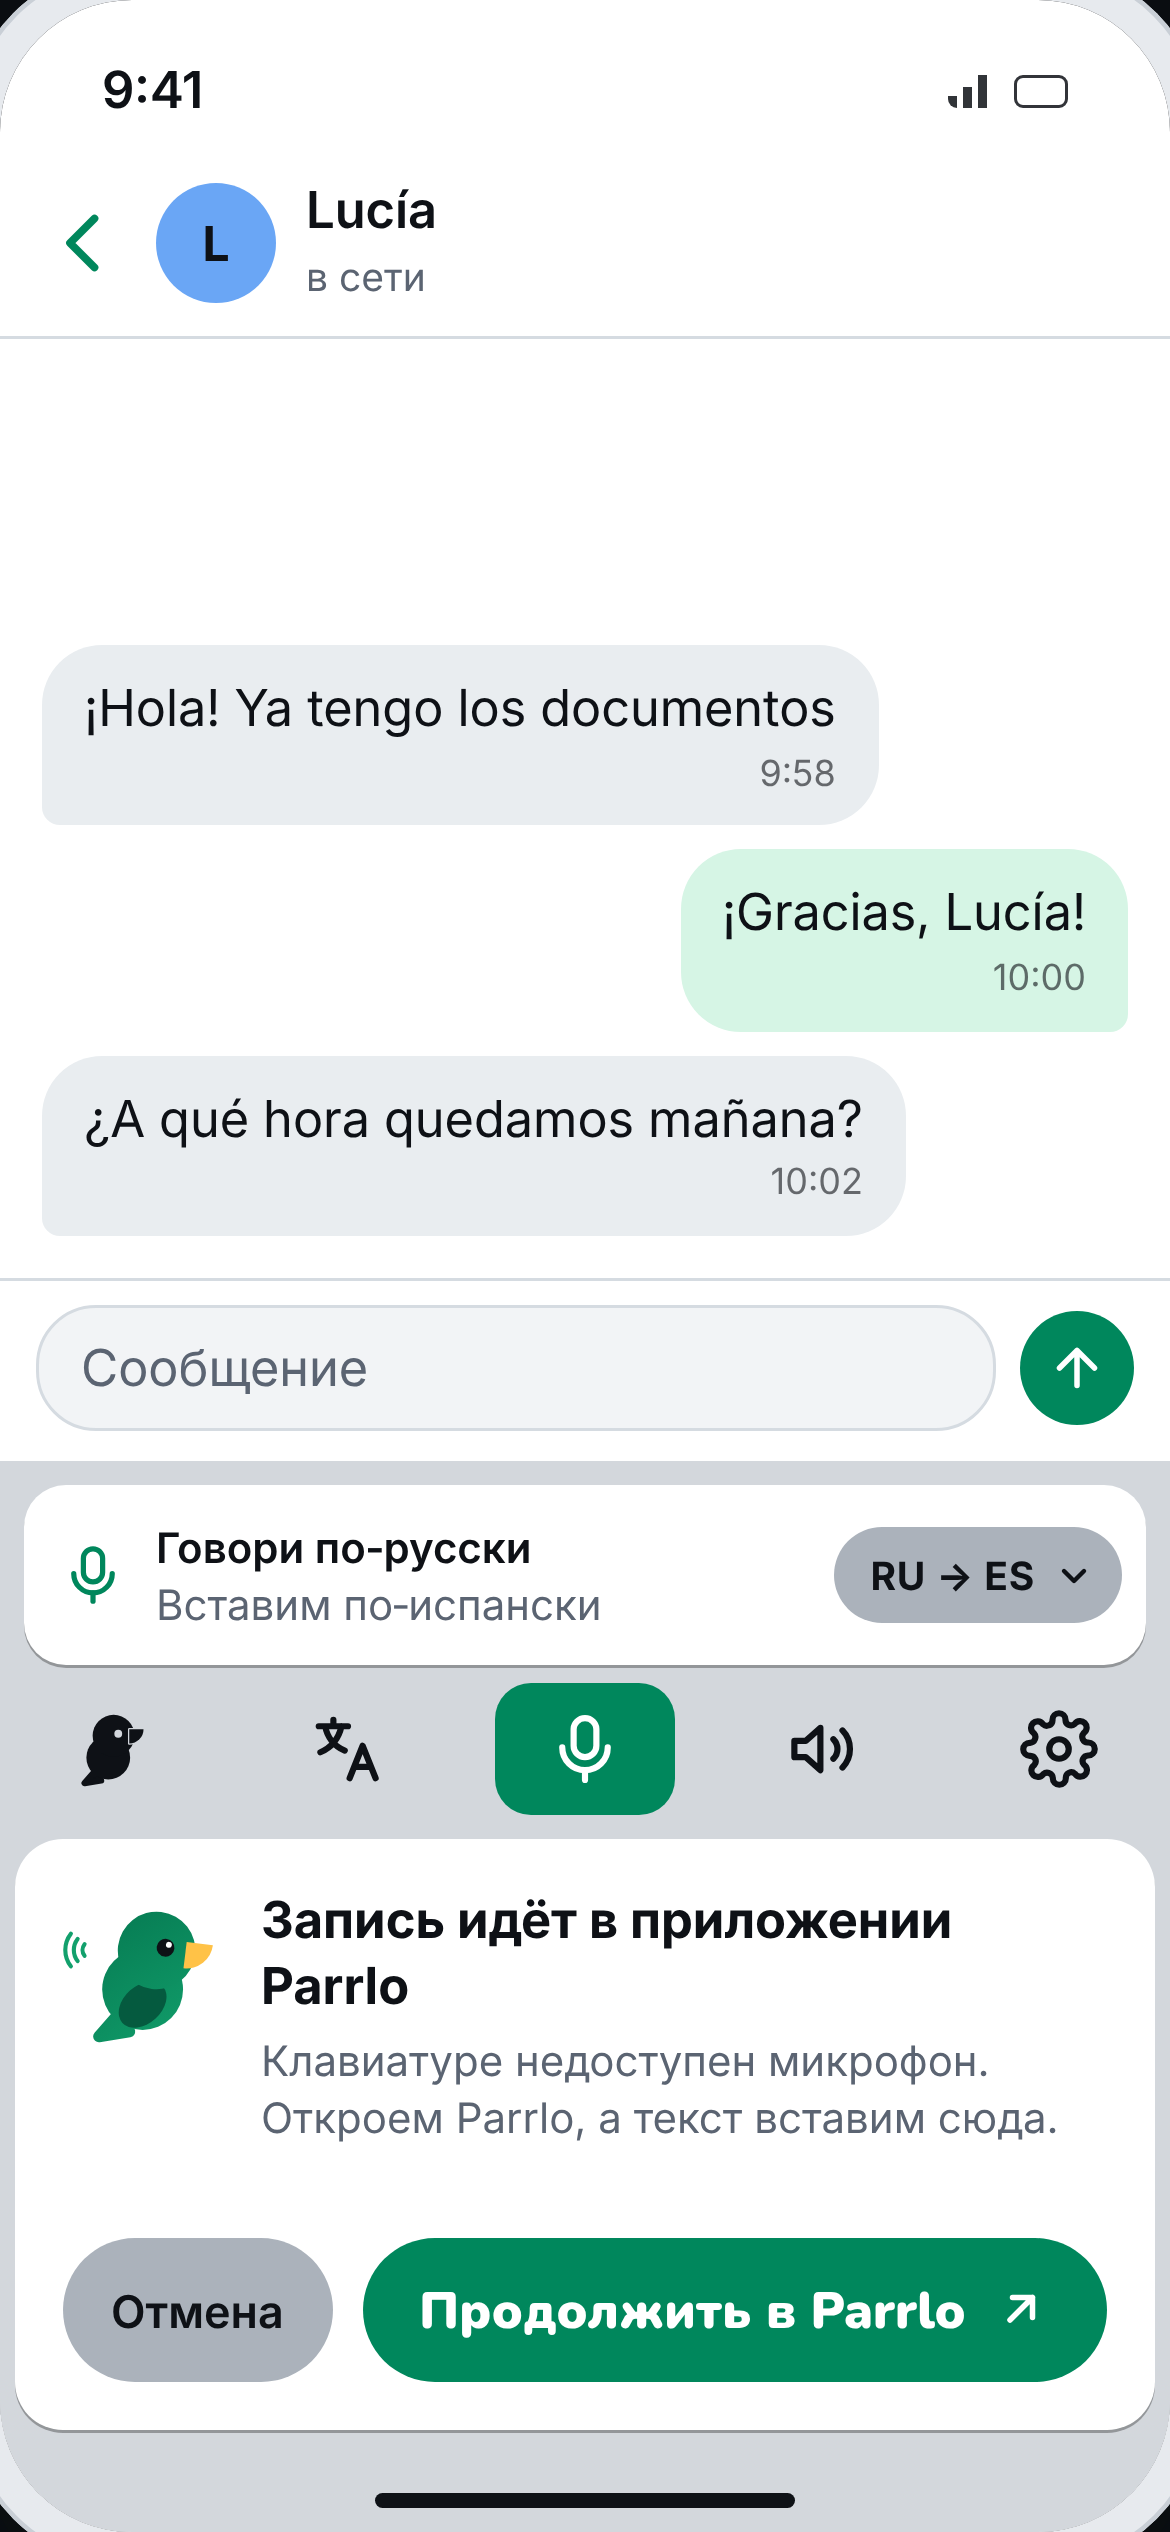 9:41
L
Lucía
в сети
¡Hola! Ya tengo los documentos
9:58
¡Gracias, Lucía!
10:00
¿A qué hora quedamos mañana?
10:02
Сообщение
Говори по-русски
Вставим по-испански
RU → ES
文A
Запись идёт в приложении
Parrlo
Клавиатуре недоступен микрофон.
Откроем Parrlo, а текст вставим сюда.
Отмена
Продолжить в Parrlo